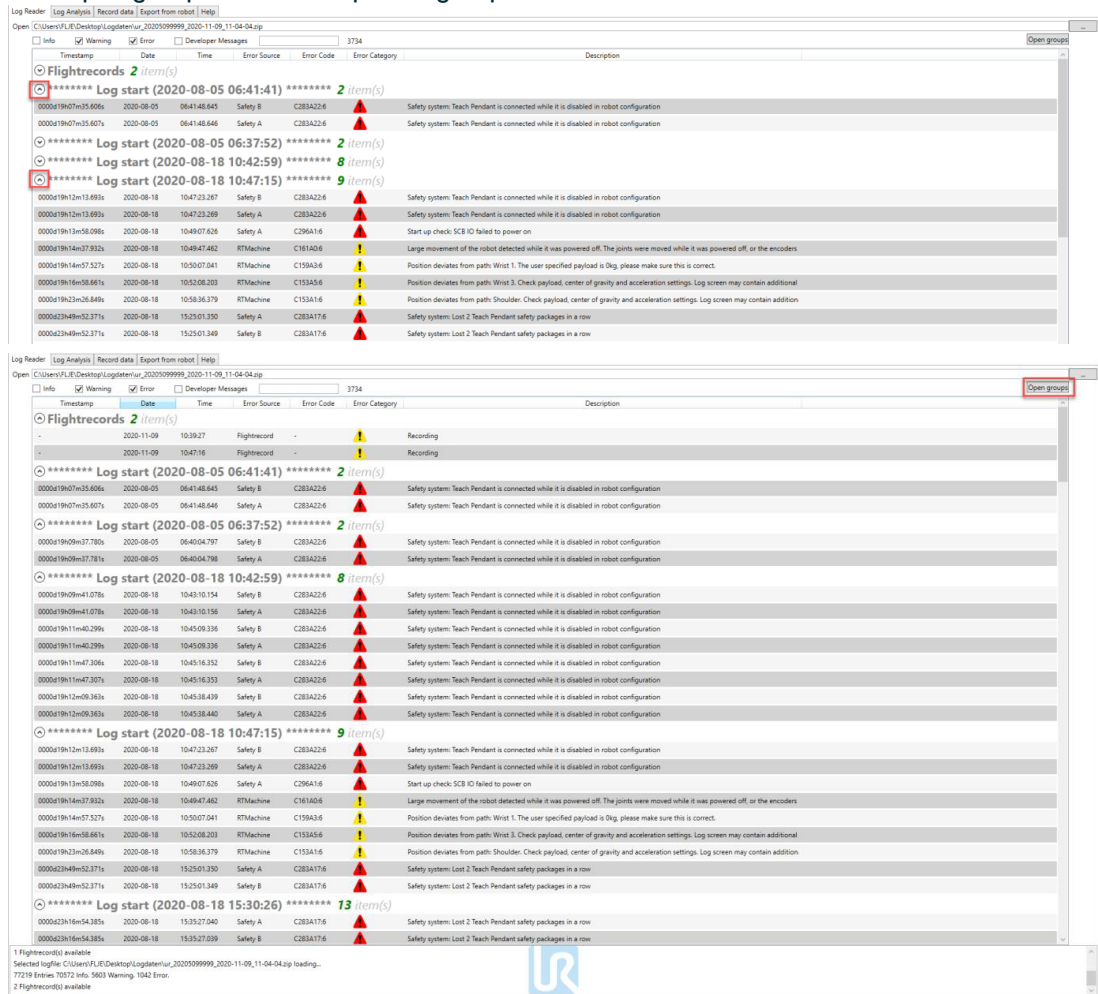 Log Reader Log Analysis Record data Export from robot Help
Open C:\Users\FLJE\Desktop\Logdaten\ur_20205099999_2020-11-09_11-04-04.zip ...
Info Warning Error Developer Messages 3734 Open groups
Timestamp Date Time Error Source Error Code Error Category Description
Flightrecords 2 item(s)
******** Log start (2020-08-05 06:41:41) ******** 2 item(s)
0000d19h07m35.606s 2020-08-05 06:41:48.645 Safety B C283A22:6 Safety system: Teach Pendant is connected while it is disabled in robot configuration
0000d19h07m35.607s 2020-08-05 06:41:48.646 Safety A C283A22:6 Safety system: Teach Pendant is connected while it is disabled in robot configuration
******** Log start (2020-08-05 06:37:52) ******** 2 item(s)
******** Log start (2020-08-18 10:42:59) ******** 8 item(s)
******** Log start (2020-08-18 10:47:15) ******** 9 item(s)
0000d19h12m13.693s 2020-08-18 10:47:23.267 Safety B C283A22:6 Safety system: Teach Pendant is connected while it is disabled in robot configuration
0000d19h12m13.693s 2020-08-18 10:47:23.269 Safety A C283A22:6 Safety system: Teach Pendant is connected while it is disabled in robot configuration
0000d19h13m58.098s 2020-08-18 10:49:07.626 Safety A C296A1:6 Start up check: SCB IO failed to power on
0000d19h14m37.932s 2020-08-18 10:49:47.462 RTMachine C161A0:6 Large movement of the robot detected while it was powered off. The joints were moved while it was powered off, or the encoders
0000d19h14m57.527s 2020-08-18 10:50:07.041 RTMachine C159A3:6 Position deviates from path: Wrist 1. The user specified payload is 0kg, please make sure this is correct.
0000d19h16m58.661s 2020-08-18 10:52:08.203 RTMachine C153A5:6 Position deviates from path: Wrist 3. Check payload, center of gravity and acceleration settings. Log screen may contain additional
0000d19h23m26.849s 2020-08-18 10:58:36.379 RTMachine C153A1:6 Position deviates from path: Shoulder. Check payload, center of gravity and acceleration settings. Log screen may contain addition
0000d23h49m52.371s 2020-08-18 15:25:01.350 Safety A C283A17:6 Safety system: Lost 2 Teach Pendant safety packages in a row
0000d23h49m52.371s 2020-08-18 15:25:01.349 Safety B C283A17:6 Safety system: Lost 2 Teach Pendant safety packages in a row
Log Reader Log Analysis Record data Export from robot Help
Open C:\Users\FLJE\Desktop\Logdaten\ur_20205099999_2020-11-09_11-04-04.zip ...
Info Warning Error Developer Messages 3734 Open groups
Timestamp Date Time Error Source Error Code Error Category Description
Flightrecords 2 item(s)
- 2020-11-09 10:39:27 Flightrecord - Recording
- 2020-11-09 10:47:16 Flightrecord - Recording
******** Log start (2020-08-05 06:41:41) ******** 2 item(s)
0000d19h07m35.606s 2020-08-05 06:41:48.645 Safety B C283A22:6 Safety system: Teach Pendant is connected while it is disabled in robot configuration
0000d19h07m35.607s 2020-08-05 06:41:48.646 Safety A C283A22:6 Safety system: Teach Pendant is connected while it is disabled in robot configuration
******** Log start (2020-08-05 06:37:52) ******** 2 item(s)
0000d19h09m37.780s 2020-08-05 06:40:04.797 Safety B C283A22:6 Safety system: Teach Pendant is connected while it is disabled in robot configuration
0000d19h09m37.781s 2020-08-05 06:40:04.798 Safety A C283A22:6 Safety system: Teach Pendant is connected while it is disabled in robot configuration
******** Log start (2020-08-18 10:42:59) ******** 8 item(s)
0000d19h09m41.078s 2020-08-18 10:43:10.154 Safety B C283A22:6 Safety system: Teach Pendant is connected while it is disabled in robot configuration
0000d19h09m41.078s 2020-08-18 10:43:10.156 Safety A C283A22:6 Safety system: Teach Pendant is connected while it is disabled in robot configuration
0000d19h11m40.299s 2020-08-18 10:45:09.336 Safety B C283A22:6 Safety system: Teach Pendant is connected while it is disabled in robot configuration
0000d19h11m40.299s 2020-08-18 10:45:09.336 Safety A C283A22:6 Safety system: Teach Pendant is connected while it is disabled in robot configuration
0000d19h11m47.306s 2020-08-18 10:45:16.352 Safety B C283A22:6 Safety system: Teach Pendant is connected while it is disabled in robot configuration
0000d19h11m47.307s 2020-08-18 10:45:16.353 Safety A C283A22:6 Safety system: Teach Pendant is connected while it is disabled in robot configuration
0000d19h12m09.363s 2020-08-18 10:45:38.439 Safety B C283A22:6 Safety system: Teach Pendant is connected while it is disabled in robot configuration
0000d19h12m09.363s 2020-08-18 10:45:38.440 Safety A C283A22:6 Safety system: Teach Pendant is connected while it is disabled in robot configuration
******** Log start (2020-08-18 10:47:15) ******** 9 item(s)
0000d19h12m13.693s 2020-08-18 10:47:23.267 Safety B C283A22:6 Safety system: Teach Pendant is connected while it is disabled in robot configuration
0000d19h12m13.693s 2020-08-18 10:47:23.269 Safety A C283A22:6 Safety system: Teach Pendant is connected while it is disabled in robot configuration
0000d19h13m58.098s 2020-08-18 10:49:07.626 Safety A C296A1:6 Start up check: SCB IO failed to power on
0000d19h14m37.932s 2020-08-18 10:49:47.462 RTMachine C161A0:6 Large movement of the robot detected while it was powered off. The joints were moved while it was powered off, or the encoders
0000d19h14m57.527s 2020-08-18 10:50:07.041 RTMachine C159A3:6 Position deviates from path: Wrist 1. The user specified payload is 0kg, please make sure this is correct.
0000d19h16m58.661s 2020-08-18 10:52:08.203 RTMachine C153A5:6 Position deviates from path: Wrist 3. Check payload, center of gravity and acceleration settings. Log screen may contain additional
0000d19h23m26.849s 2020-08-18 10:58:36.379 RTMachine C153A1:6 Position deviates from path: Shoulder. Check payload, center of gravity and acceleration settings. Log screen may contain addition
0000d23h49m52.371s 2020-08-18 15:25:01.350 Safety A C283A17:6 Safety system: Lost 2 Teach Pendant safety packages in a row
0000d23h49m52.371s 2020-08-18 15:25:01.349 Safety B C283A17:6 Safety system: Lost 2 Teach Pendant safety packages in a row
******** Log start (2020-08-18 15:30:26) ******** 13 item(s)
0000d23h16m54.385s 2020-08-18 15:35:27.040 Safety A C283A17:6 Safety system: Lost 2 Teach Pendant safety packages in a row
0000d23h16m54.385s 2020-08-18 15:35:27.039 Safety B C283A17:6 Safety system: Lost 2 Teach Pendant safety packages in a row
1 Flightrecord(s) available
Selected logfile: C:\Users\FLJE\Desktop\Logdaten\ur_20205099999_2020-11-09_11-04-04.zip loading...
77219 Entries 70572 Info. 5603 Warning. 1042 Error.
2 Flightrecord(s) available
UR